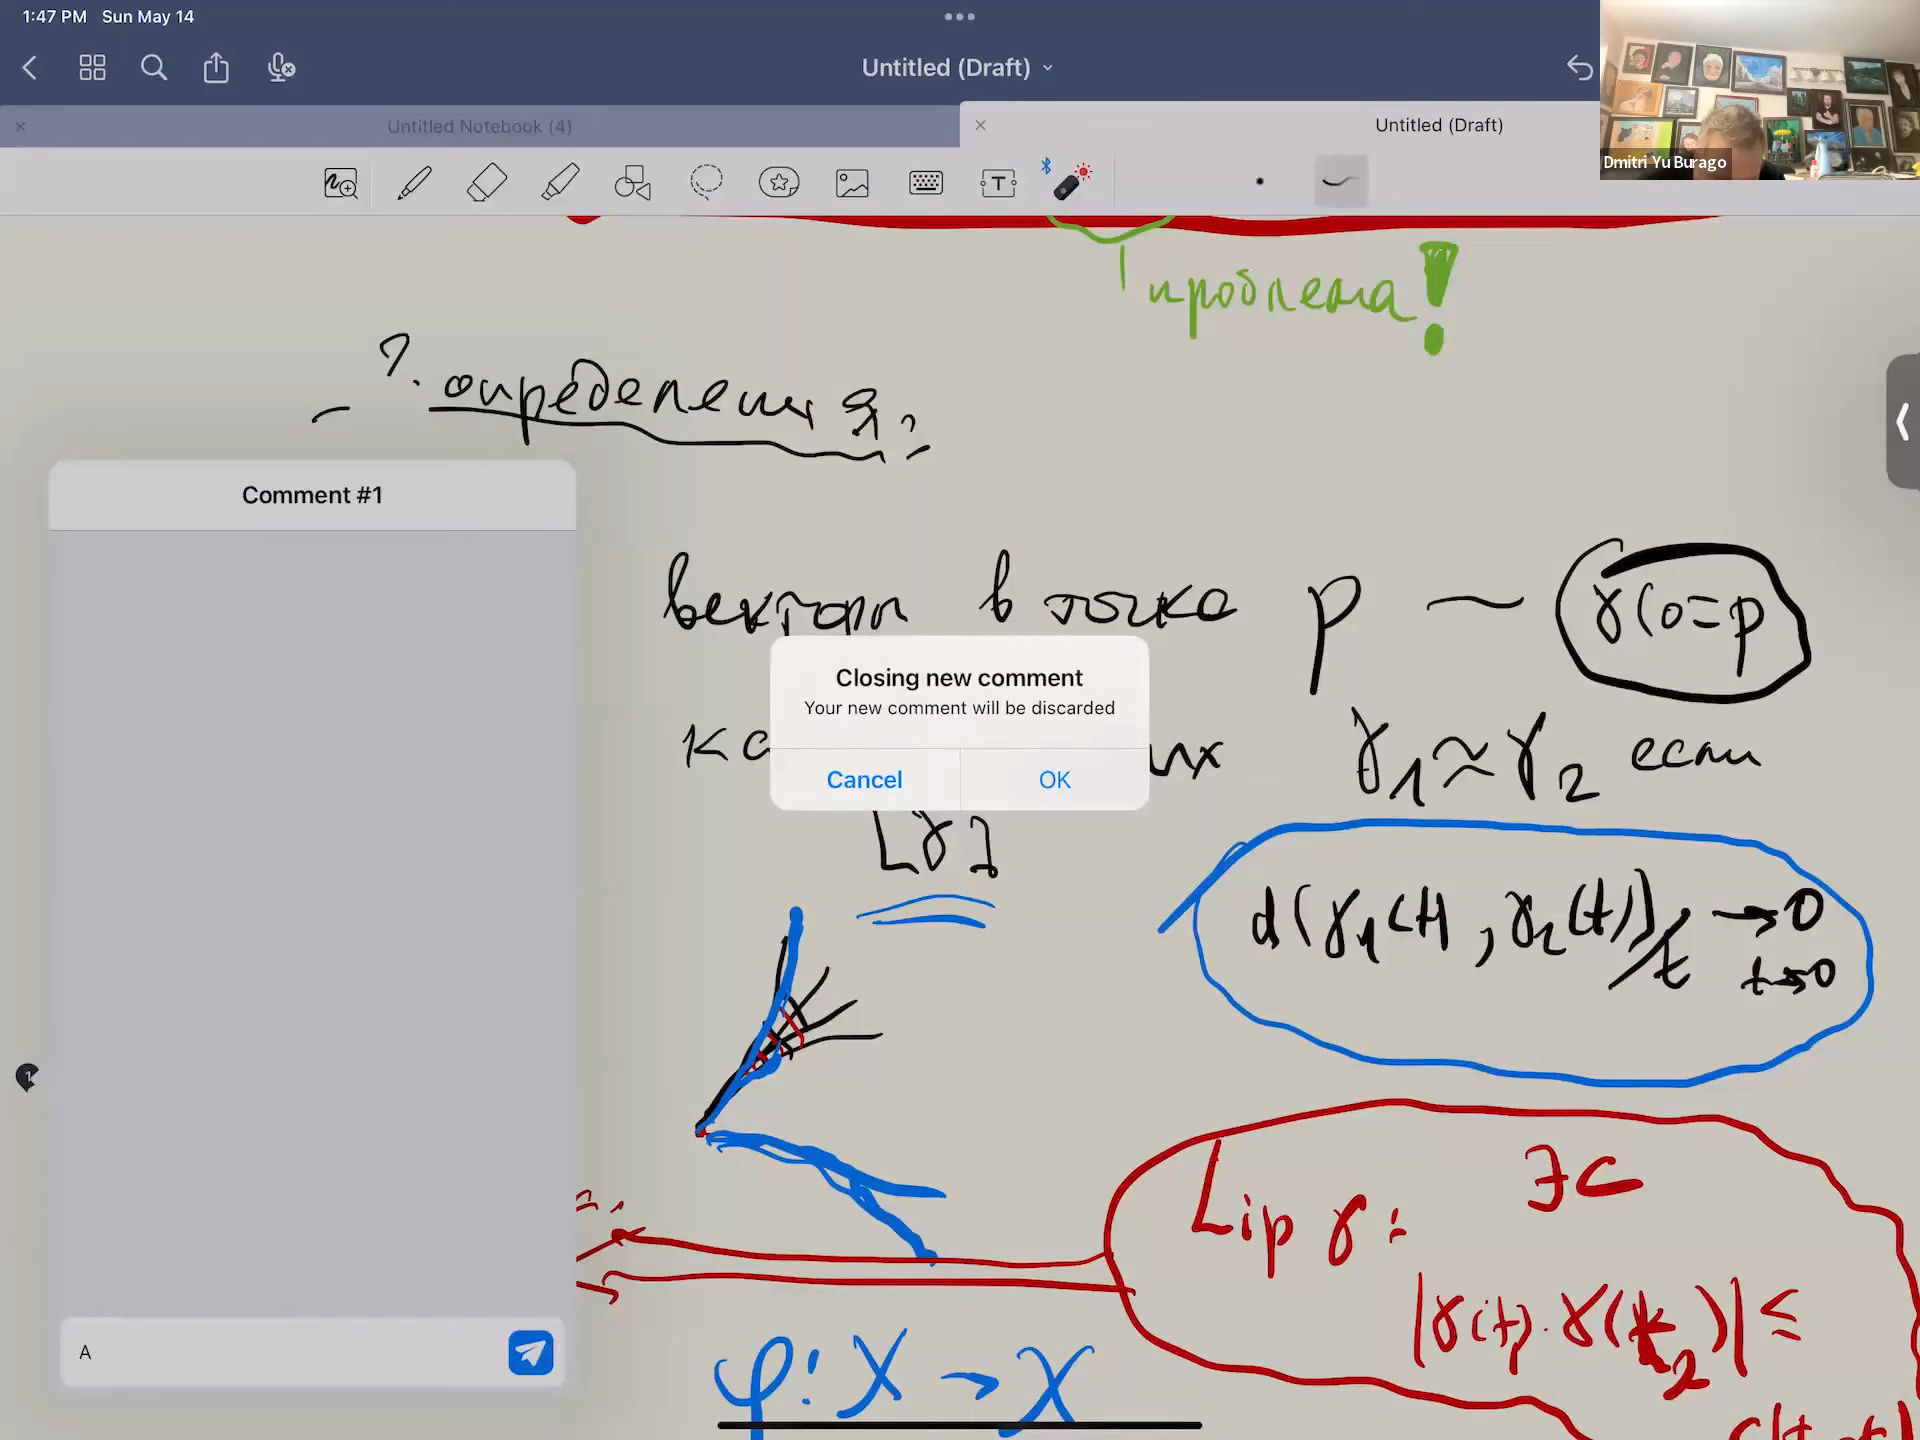 1:47 PM Sun May 14
Untitled (Draft)
Untitled Notebook (4)
Untitled (Draft)
Dmitri Yu Burago
T
проблема!
?. определения:
Comment #1
вектора в точке p ~ γ(0=p
Closing new comment
Your new comment will be discarded
Cancel
OK
γ1 ≈ γ2 если
[γ]
d(γ1(t), γ2(t))/t → 0
t→0
1
Lip γ: ∃C
|γ(t)-γ(t2)| ≤
A
φ: X → X